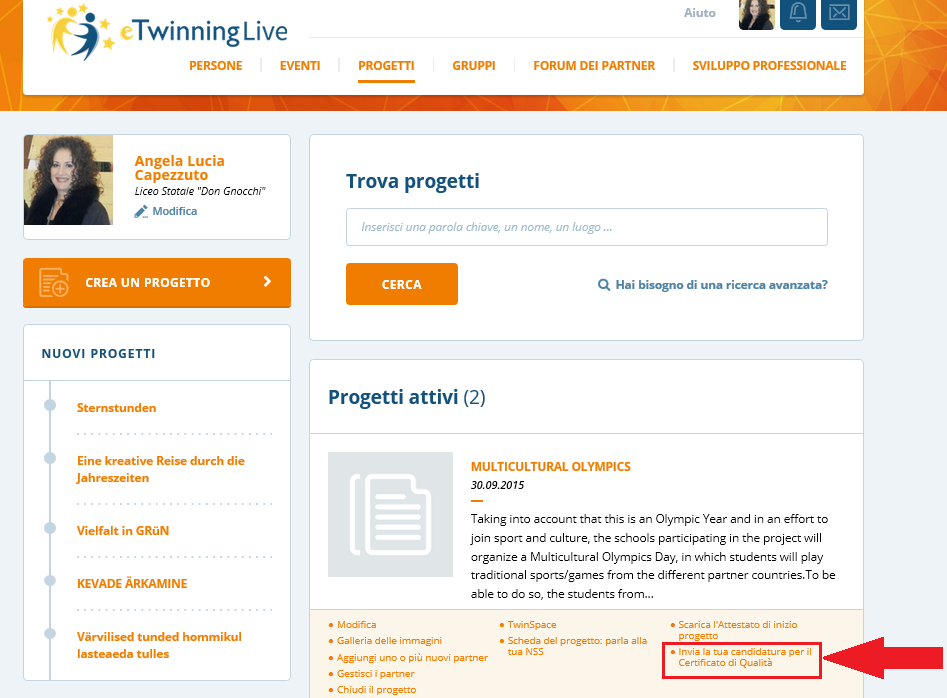 eTwinningLive
Aiuto
PERSONE EVENTI PROGETTI GRUPPI FORUM DEI PARTNER SVILUPPO PROFESSIONALE
Angela Lucia
Capezzuto
Liceo Statale "Don Gnocchi"
Modifica
CREA UN PROGETTO
NUOVI PROGETTI
Sternstunden
Eine kreative Reise durch die
Jahreszeiten
Vielfalt in GRüN
KEVADE ÄRKAMINE
Värvilised tunded hommikul
lasteaeda tulles
Trova progetti
Inserisci una parola chiave, un nome, un luogo ...
CERCA
Hai bisogno di una ricerca avanzata?
Progetti attivi (2)
MULTICULTURAL OLYMPICS
30.09.2015
Taking into account that this is an Olympic Year and in an effort to
join sport and culture, the schools participating in the project will
organize a Multicultural Olympics Day, in which students will play
traditional sports/games from the different partner countries.To be
able to do so, the students from...
Modifica
Galleria delle immagini
Aggiungi uno o più nuovi partner
Gestisci i partner
Chiudi il progetto
TwinSpace
Scheda del progetto: parla alla
tua NSS
Scarica l'Attestato di inizio
progetto
Invia la tua candidatura per il
Certificato di Qualità